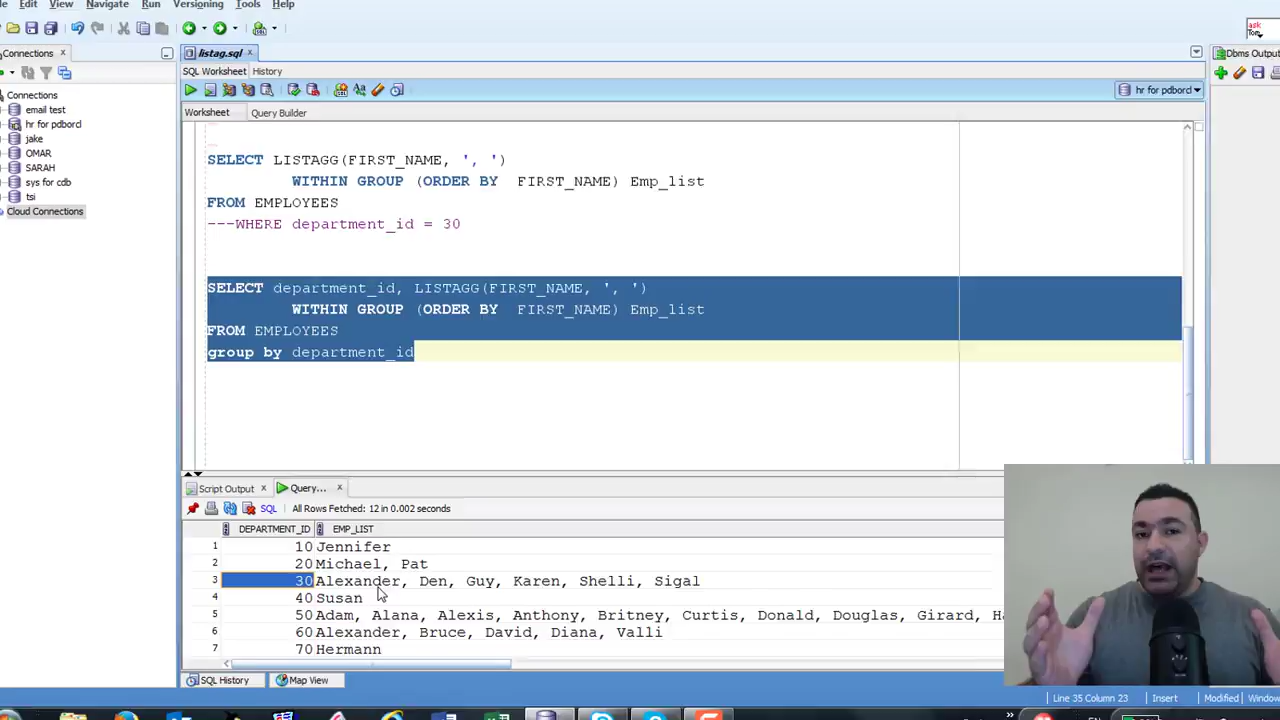 le Edit View Navigate Run Versioning Tools Help
ask
Tom
Connections
listag.sql
Dbms Output
SQL Worksheet History
hr for pdborcl
Worksheet Query Builder
Connections
email test
hr for pdborcl
jake
OMAR
SARAH
sys for cdb
tsi
Cloud Connections
SELECT LISTAGG(FIRST_NAME, ', ')
WITHIN GROUP (ORDER BY FIRST_NAME) Emp_list
FROM EMPLOYEES
---WHERE department_id = 30
SELECT department_id, LISTAGG(FIRST_NAME, ', ')
WITHIN GROUP (ORDER BY FIRST_NAME) Emp_list
FROM EMPLOYEES
group by department_id
Script Output Query...
SQL All Rows Fetched: 12 in 0.002 seconds
DEPARTMENT_ID EMP_LIST
1 10 Jennifer
2 20 Michael, Pat
3 30 Alexander, Den, Guy, Karen, Shelli, Sigal
4 40 Susan
5 50 Adam, Alana, Alexis, Anthony, Britney, Curtis, Donald, Douglas, Girard, Ha
6 60 Alexander, Bruce, David, Diana, Valli
7 70 Hermann
SQL History Map View
Line 35 Column 23 Insert Modified Window